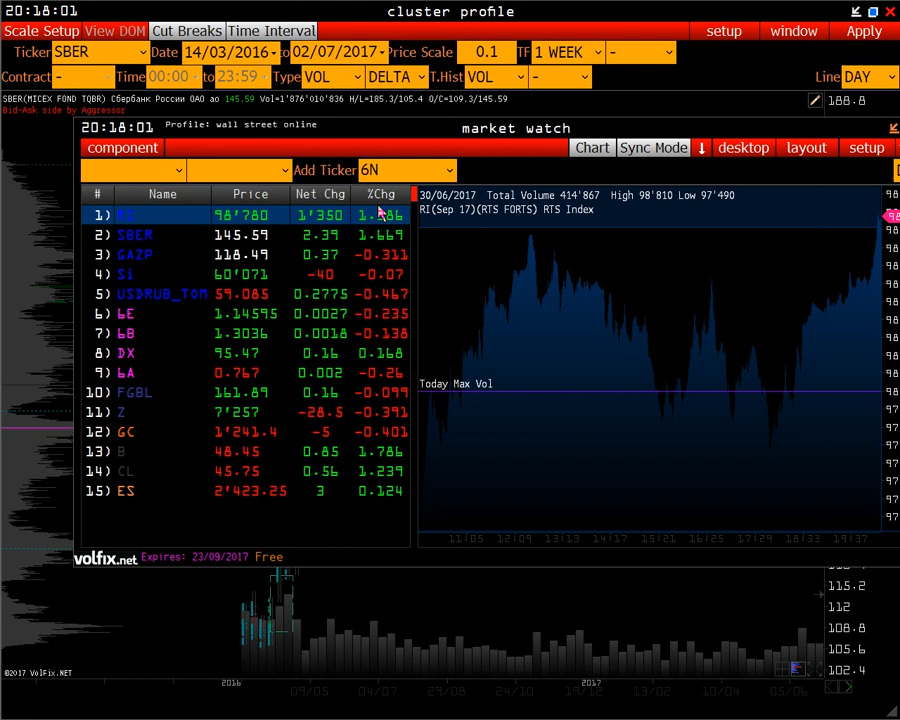 20:18:01 cluster profile
Scale Setup View DOM Cut Breaks Time Interval setup window Apply
Ticker SBER Date 14/03/2016 to 02/07/2017 Price Scale 0.1 TF 1 WEEK -
Contract - Time 00:00 to 23:59 Type VOL DELTA T.Hist VOL - Line DAY
SBER(MICEX FOND TQBR) Сбербанк России ОАО ао 145.59 Vol=1'876'010'836 H/L=185.3/105.4 O/C=109.3/145.59 188.8
Bid-Ask side by Aggressor
20:18:01 Profile: wall street online market watch
component Chart Sync Mode ↓ desktop layout setup
Add Ticker 6N
# Name Price Net Chg %Chg
30/06/2017 Total Volume 414'867 High 98'810 Low 97'490
RI(Sep 17)(RTS FORTS) RTS Index
1) RI 98'780 1'350
2) SBER 145.59 2.39 1.669
3) GAZP 118.49 0.37 -0.311
4) Si 60'071 -40 -0.07
5) USDRUB_TOM 59.085 0.2775 -0.467
6) 6E 1.14595 0.0027 -0.235
7) 6B 1.3036 0.0018 -0.138
8) DX 95.47 0.16 0.168
9) 6A 0.767 0.002 -0.26
10) FGBL 161.89 0.16 -0.099
11) Z 7'257 -28.5 -0.391
12) GC 1'241.4 -5 -0.401
13) B 48.45 0.85 1.786
14) CL 45.75 0.56 1.239
15) ES 2'423.25 3 0.124
Today Max Vol
98
98
98
98
98
98
98
98
98
97
97
97
97
97
11:05 12:09 13:13 14:17 15:21 16:25 17:29 18:33 19:37
volfix.net Expires: 23/09/2017 Free
115.2
112
108.8
105.6
102.4
©2017 VolFix.NET
2016 09/05 04/07 29/08 24/10 19/12 2017 13/02 10/04 05/06